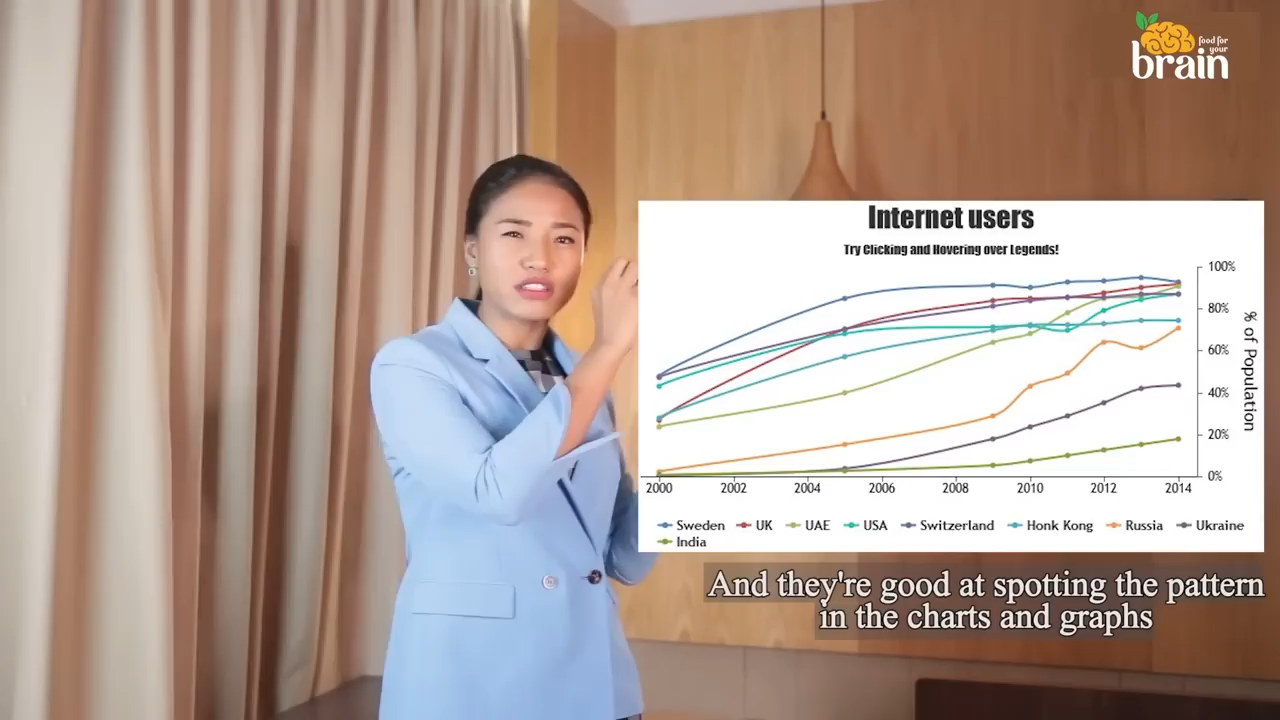 food for
your
brain
Internet users
Try Clicking and Hovering over Legends!
100%
80%
60%
40%
20%
0%
% of Population
2000 2002 2004 2006 2008 2010 2012 2014
Sweden UK UAE USA Switzerland Honk Kong Russia Ukraine
India
And they're good at spotting the pattern
in the charts and graphs